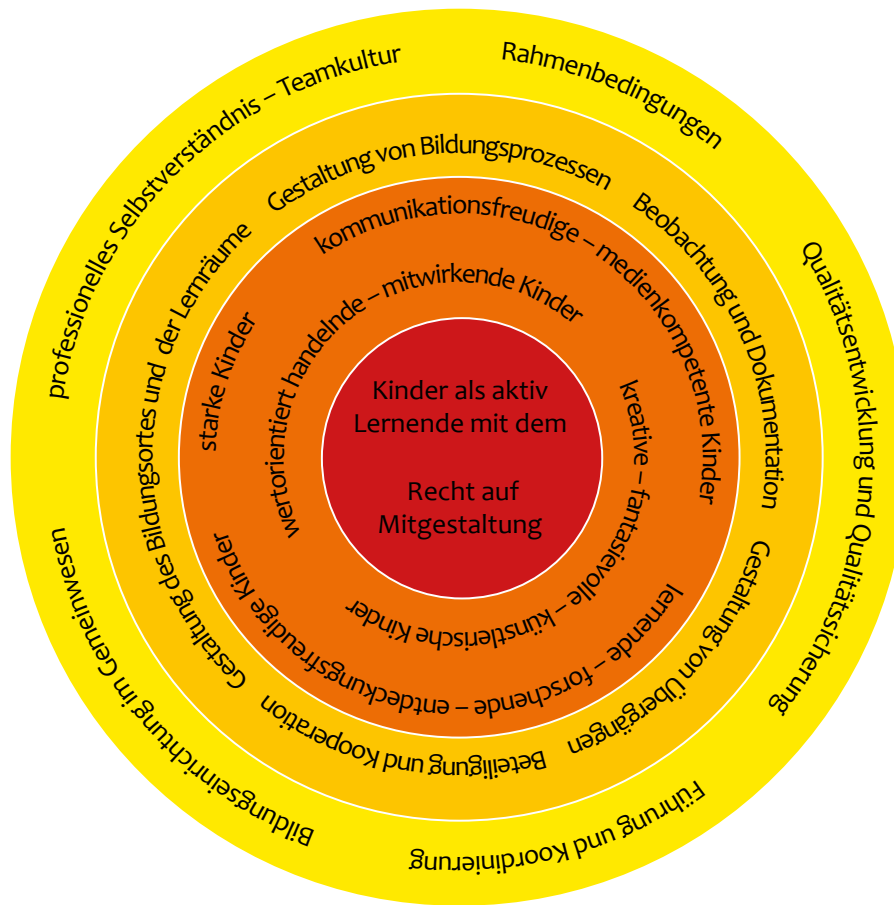 Kinder als aktiv
Lernende mit dem
Recht auf
Mitgestaltung
wertorientiert handelnde – mitwirkende Kinder
kreative – fantasievolle – künstlerische Kinder
starke Kinder
kommunikationsfreudige – medienkompetente Kinder
lernende – forschende – entdeckungsfreudige Kinder
Gestaltung von Bildungsprozessen
Beobachtung und Dokumentation
Gestaltung von Übergängen
Beteiligung und Kooperation
Gestaltung des Bildungsortes und der Lernräume
professionelles Selbstverständnis – Teamkultur
Rahmenbedingungen
Qualitätsentwicklung und Qualitätssicherung
Führung und Koordinierung
Bildungseinrichtung im Gemeinwesen